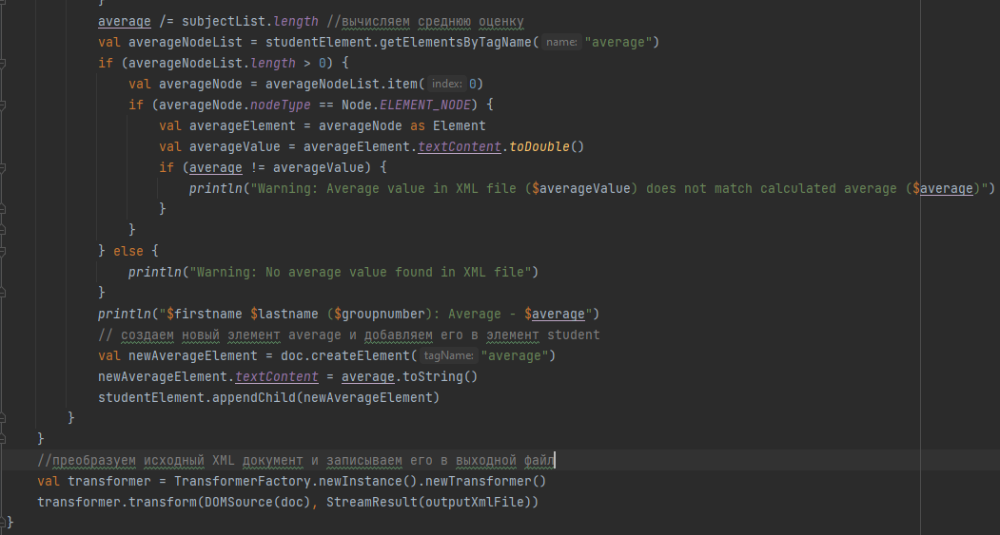 }
average /= subjectList.length //вычисляем среднюю оценку
val averageNodeList = studentElement.getElementsByTagName( name: "average")
if (averageNodeList.length > 0) {
val averageNode = averageNodeList.item( index: 0)
if (averageNode.nodeType == Node.ELEMENT_NODE) {
val averageElement = averageNode as Element
val averageValue = averageElement.textContent.toDouble()
if (average != averageValue) {
println("Warning: Average value in XML file ($averageValue) does not match calculated average ($average)")
}
}
} else {
println("Warning: No average value found in XML file")
}
println("$firstname $lastname ($groupnumber): Average - $average")
// создаем новый элемент average и добавляем его в элемент student
val newAverageElement = doc.createElement( tagName: "average")
newAverageElement.textContent = average.toString()
studentElement.appendChild(newAverageElement)
}
}
//преобразуем исходный XML документ и записываем его в выходной файл
val transformer = TransformerFactory.newInstance().newTransformer()
transformer.transform(DOMSource(doc), StreamResult(outputXmlFile))
}